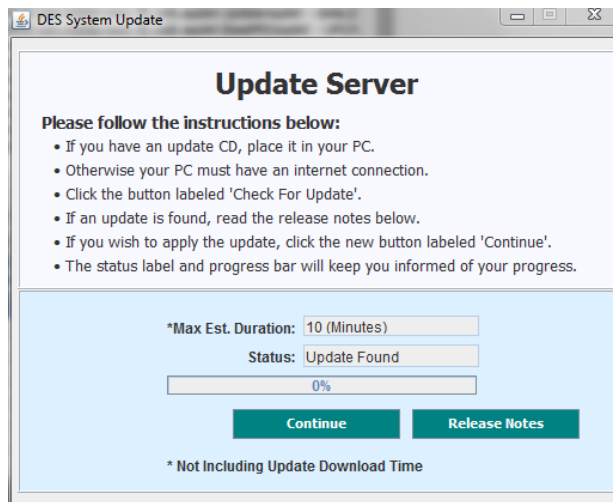 DES System Update
Update Server
Please follow the instructions below:
• If you have an update CD, place it in your PC.
• Otherwise your PC must have an internet connection.
• Click the button labeled 'Check For Update'.
• If an update is found, read the release notes below.
• If you wish to apply the update, click the new button labeled 'Continue'.
• The status label and progress bar will keep you informed of your progress.
*Max Est. Duration: 10 (Minutes)
Status: Update Found
0%
Continue Release Notes
* Not Including Update Download Time